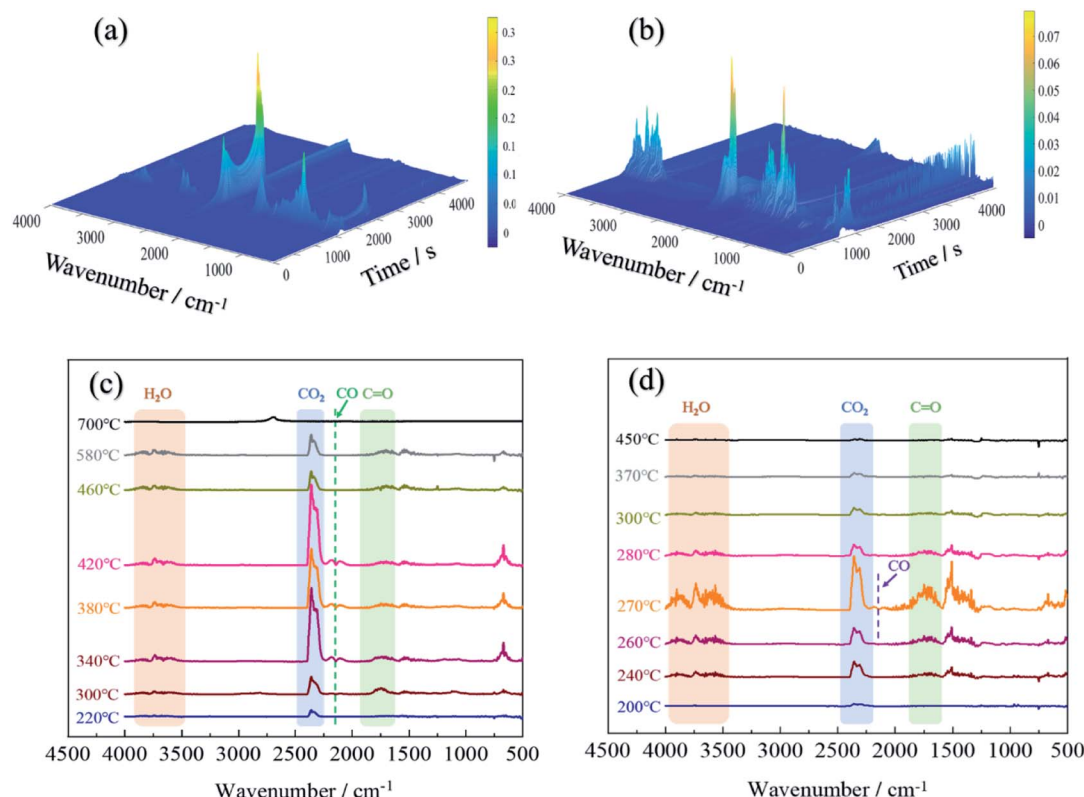 (a)
0.3
0.3
0.2
0.2
0.1
0.1
0.0
0
4000
3000
2000
1000
0
1000
2000
3000
4000
Wavenumber / cm-1
Time / s
(b)
0.07
0.06
0.05
0.04
0.03
0.02
0.01
0
4000
3000
2000
1000
0
1000
2000
3000
4000
Wavenumber / cm-1
Time / s
(c)
H₂O
CO₂
CO
C=O
700℃
580℃
460℃
420℃
380℃
340℃
300℃
220℃
4500 4000 3500 3000 2500 2000 1500 1000 500
Wavenumber / cm-1
(d)
H₂O
CO₂
C=O
CO
450℃
370℃
300℃
280℃
270℃
260℃
240℃
200℃
4500 4000 3500 3000 2500 2000 1500 1000 500
Wavenumber / cm-1